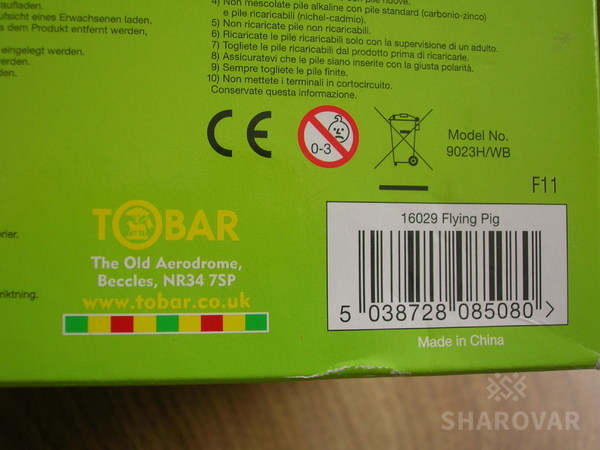 aufladen.
ufsicht eines Erwachsenen laden.
s dem Produkt entfernt werden,
eingelegt werden.
rden.
n.
4) Non mescolate pile alkaline con pile standard (carbonio-zinco)
e pile ricaricabili (nichel-cadmio).
5) Non ricaricate pile non ricaricabili.
6) Ricaricate le pile ricaricabili solo con la supervisione di un adulto.
7) Togliete le pile ricaricabili dal prodotto prima di ricaricarle.
8) Assicuratevi che le pile siano inserite con la giusta polarità.
9) Sempre togliete le pile finite.
10) Non mettete i terminali in cortocircuito.
Conservate questa informazione.
CE
0-3
Model No.
9023H/WB
F11
TOBAR
The Old Aerodrome,
Beccles, NR34 7SP
www.tobar.co.uk
rier.
riktning.
16029 Flying Pig
5 038728 085080 >
Made in China
SHAROVAR